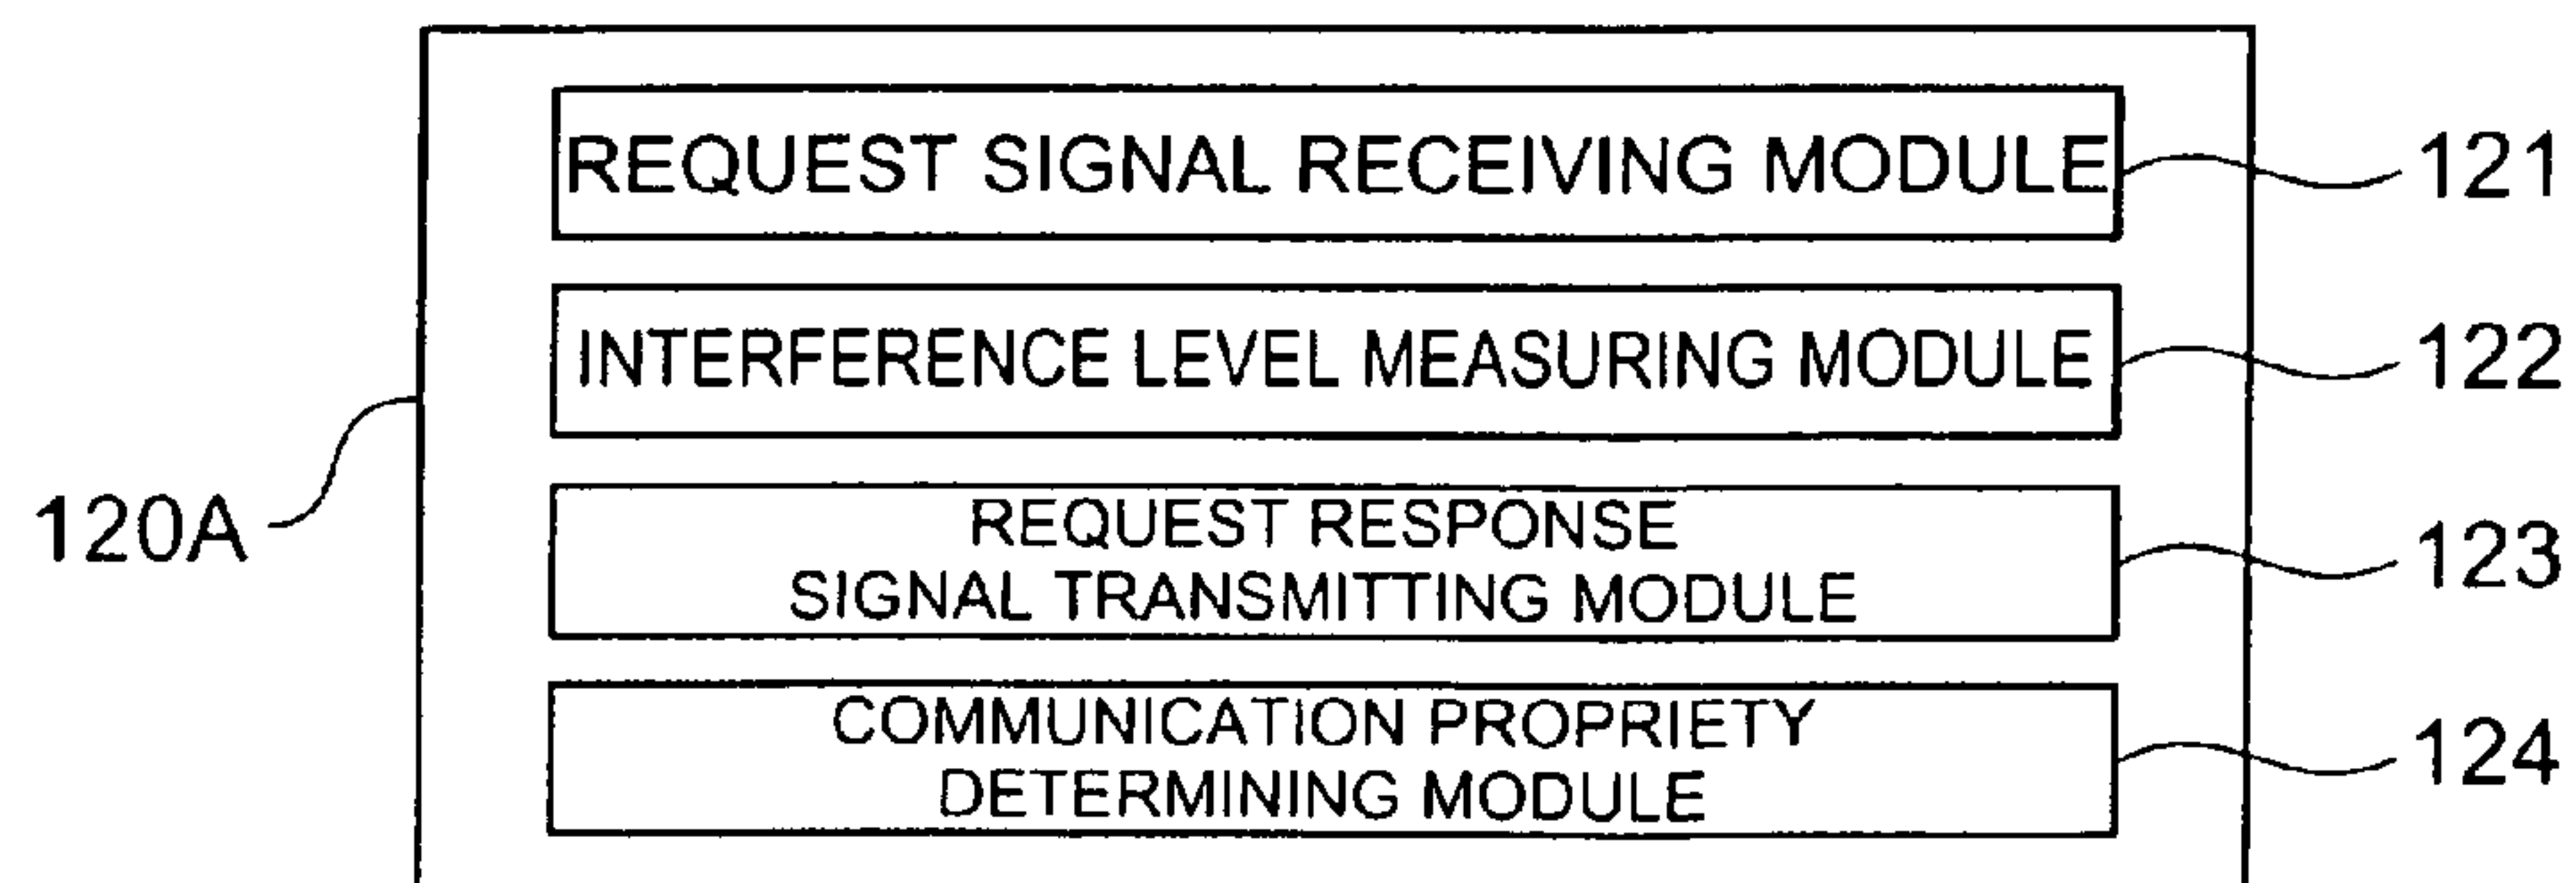 REQUEST SIGNAL RECEIVING MODULE
121
INTERFERENCE LEVEL MEASURING MODULE
122
120A
REQUEST RESPONSE
SIGNAL TRANSMITTING MODULE
123
COMMUNICATION PROPRIETY
DETERMINING MODULE
124